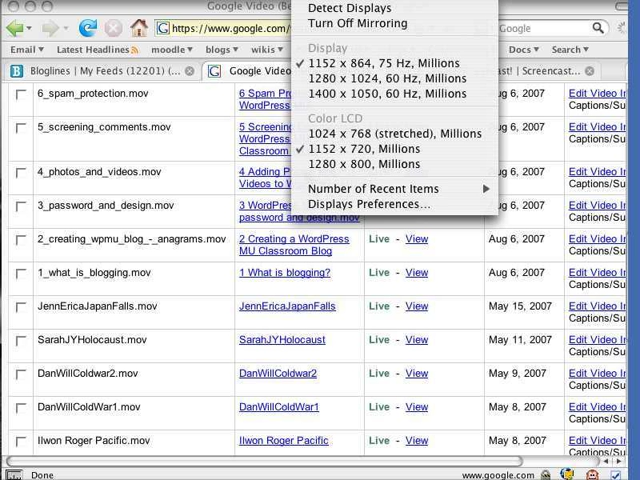 Google Video (Be
Detect Displays
Turn Off Mirroring
Display
✓ 1152 x 864, 75 Hz, Millions
1280 x 1024, 60 Hz, Millions
1400 x 1050, 60 Hz, Millions
Color LCD
1024 x 768 (stretched), Millions
✓ 1152 x 720, Millions
1280 x 800, Millions
Number of Recent Items
Displays Preferences...
https://www.google.com/
Google
Email Latest Headlines moodle blogs wikis Docs Search
Bloglines | My Feeds (12201) (... Google Video ast! | Screencast...
6_spam_protection.mov 6 Spam Pr WordPress ug 6, 2007 Edit Video In
Captions/Su
5_screening_comments.mov 5 Screening WordPress Classroom Aug 6, 2007 Edit Video In
Captions/Su
4_photos_and_videos.mov 4 Adding P Videos to W Aug 6, 2007 Edit Video In
Captions/Su
3_password_and_design.mov 3 WordPre password and design.mov Aug 6, 2007 Edit Video In
Captions/Su
2_creating_wpmu_blog_-_anagrams.mov 2 Creating a WordPress MU Classroom Blog Live - View Aug 6, 2007 Edit Video In
Captions/Su
1_what_is_blogging.mov 1 What is blogging? Live - View Aug 6, 2007 Edit Video In
Captions/Su
JennEricaJapanFalls.mov JennEricaJapanFalls Live - View May 15, 2007 Edit Video In
Captions/Su
SarahJYHolocaust.mov SarahJYHolocaust Live - View May 11, 2007 Edit Video In
Captions/Su
DanWillColdwar2.mov DanWillColdwar2 Live - View May 9, 2007 Edit Video In
Captions/Su
DanWillColdWar1.mov DanWillColdWar1 Live - View May 8, 2007 Edit Video In
Captions/Su
Ilwon Roger Pacific.mov Ilwon Roger Pacific Live - View May 8, 2007 Edit Video In
Captions/Su
Done www.google.com